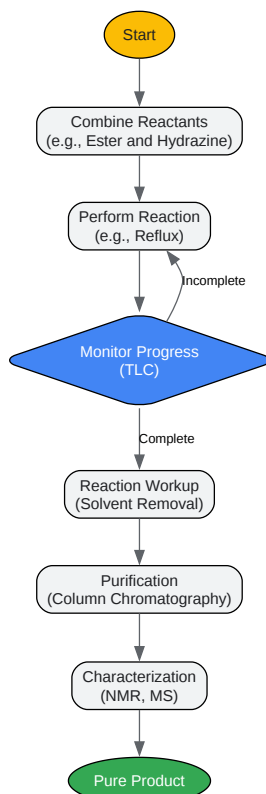 Start
Combine Reactants
(e.g., Ester and Hydrazine)
Perform Reaction
(e.g., Reflux)
Incomplete
Monitor Progress
(TLC)
Complete
Reaction Workup
(Solvent Removal)
Purification
(Column Chromatography)
Characterization
(NMR, MS)
Pure Product